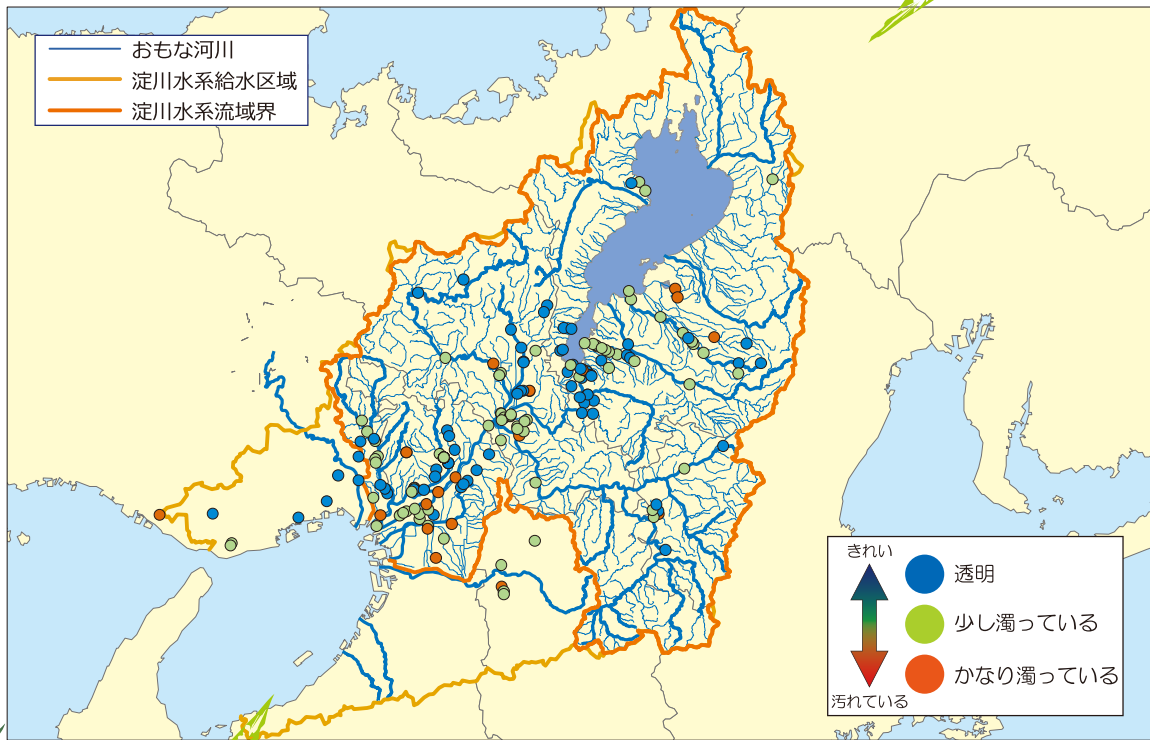 おもな河川
淀川水系給水区域
淀川水系流域界
きれい
透明
少し濁っている
かなり濁っている
汚れている